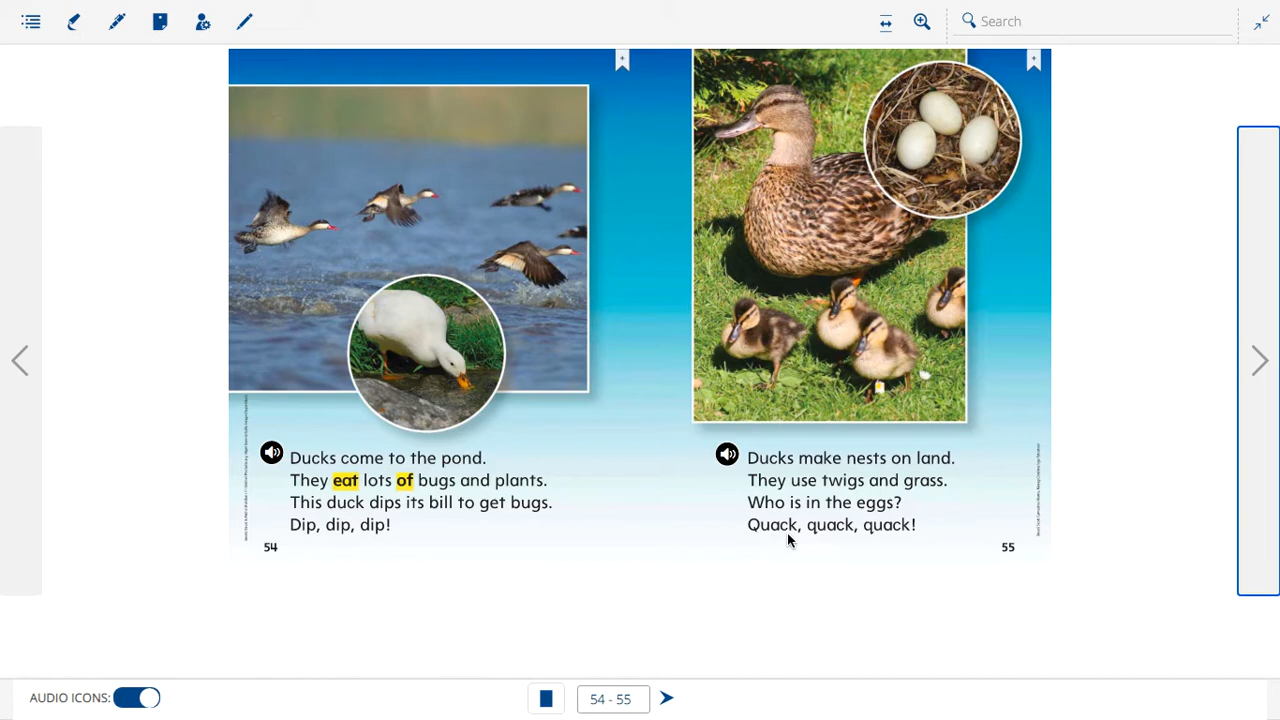 Search
Ducks come to the pond.
They eat lots of bugs and plants.
This duck dips its bill to get bugs.
Dip, dip, dip!
54
Ducks make nests on land.
They use twigs and grass.
Who is in the eggs?
Quack, quack, quack!
55
AUDIO ICONS:
54 - 55